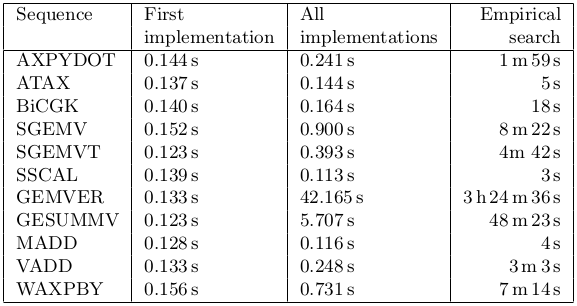 Sequence First All Empirical
implementation implementations search
AXPYDOT 0.144 s 0.241 s 1 m 59 s
ATAX 0.137 s 0.144 s 5 s
BiCGK 0.140 s 0.164 s 18 s
SGEMV 0.152 s 0.900 s 8 m 22 s
SGEMVT 0.123 s 0.393 s 4m 42 s
SSCAL 0.139 s 0.113 s 3 s
GEMVER 0.133 s 42.165 s 3 h 24 m 36 s
GESUMMV 0.123 s 5.707 s 48 m 23 s
MADD 0.128 s 0.116 s 4 s
VADD 0.133 s 0.248 s 3 m 3 s
WAXPBY 0.156 s 0.731 s 7 m 14 s